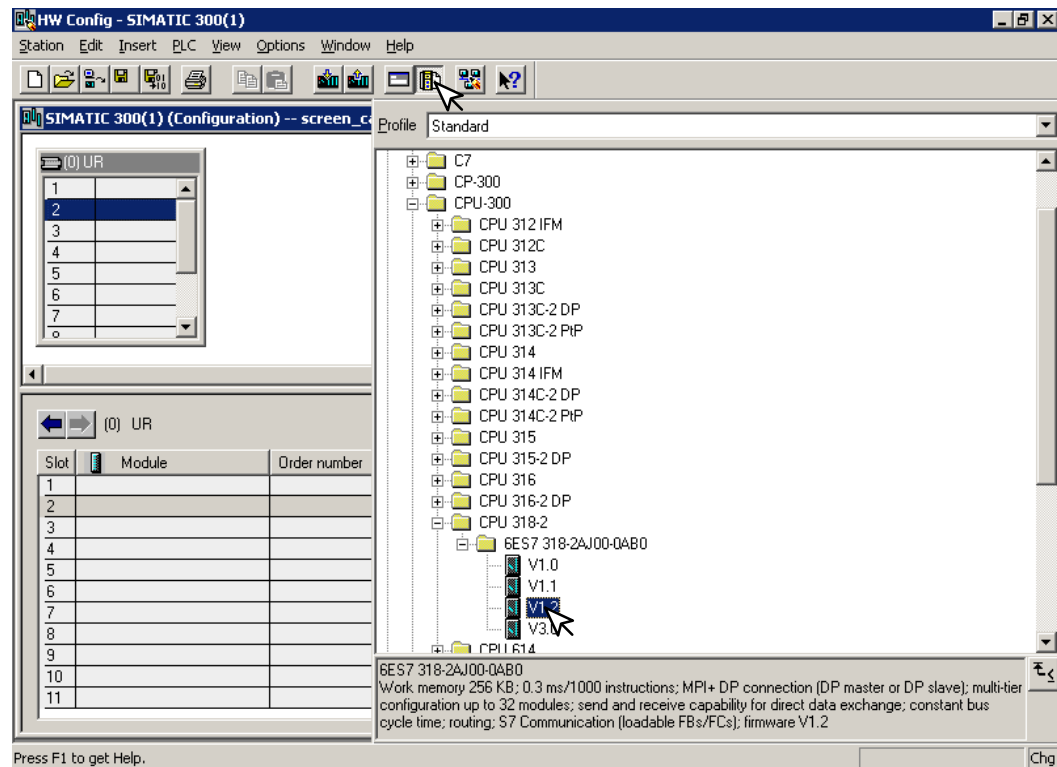 HW Config - SIMATIC 300(1)
Station Edit Insert PLC View Options Window Help
SIMATIC 300(1) (Configuration) -- screen_ca
(0) UR
1
2
3
4
5
6
7
Profile Standard
C7
CP-300
CPU-300
CPU 312 IFM
CPU 312C
CPU 313
CPU 313C
CPU 313C-2 DP
CPU 313C-2 PtP
CPU 314
CPU 314 IFM
CPU 314C-2 DP
CPU 314C-2 PtP
CPU 315
CPU 315-2 DP
CPU 316
CPU 316-2 DP
CPU 318-2
6ES7 318-2AJ00-0AB0
V1.0
V1.1
V1.2
V3.0
CPU 614
(0) UR
Slot Module Order number
1
2
3
4
5
6
7
8
9
10
11
6ES7 318-2AJ00-0AB0
Work memory 256 KB; 0.3 ms/1000 instructions; MPI+ DP connection (DP master or DP slave); multi-tier
configuration up to 32 modules; send and receive capability for direct data exchange; constant bus
cycle time; routing; S7 Communication (loadable FBs/FCs); firmware V1.2
Press F1 to get Help.
Chg